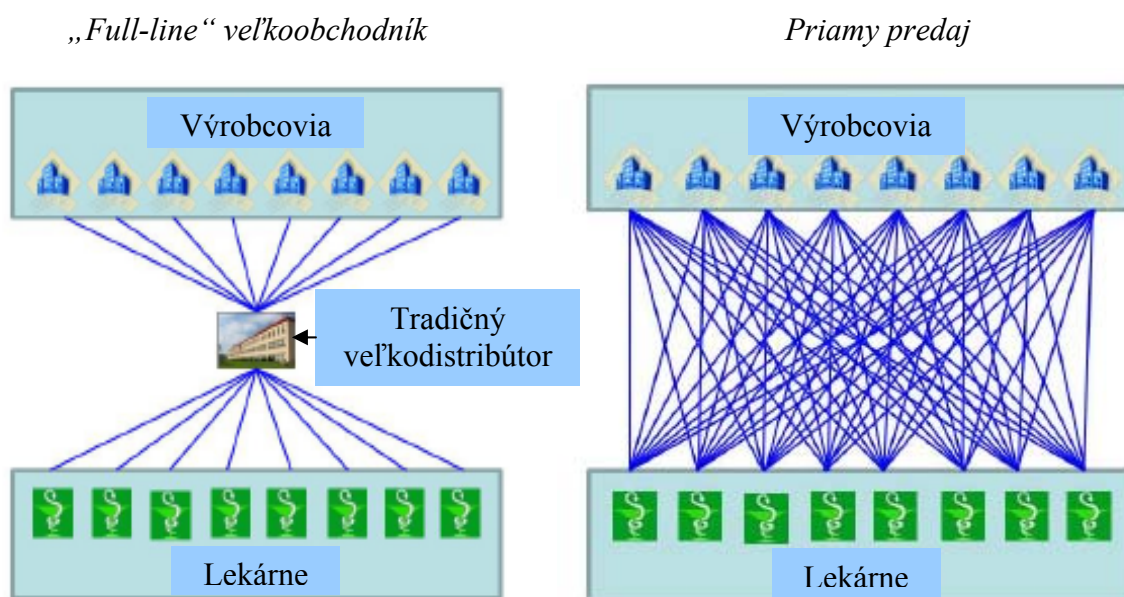 „Full-line“ veľkoobchodník
Priamy predaj
Výrobcovia
Výrobcovia
Tradičný
veľkodistribútor
Lekárne
Lekárne